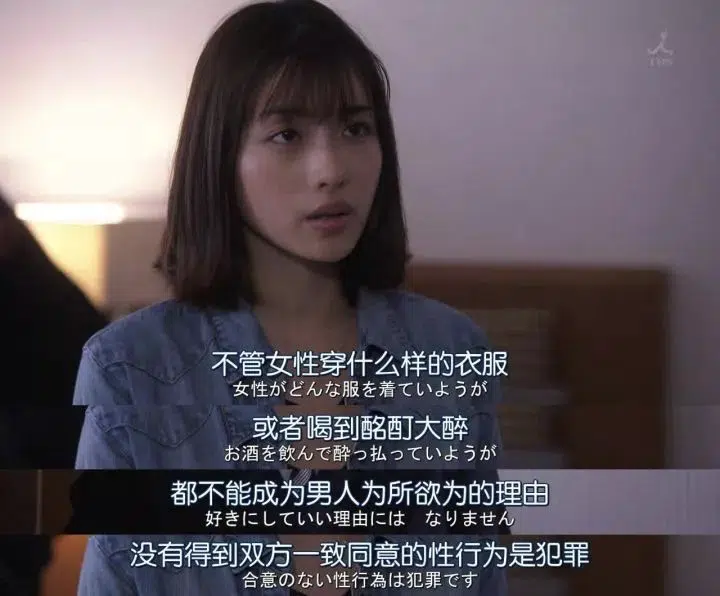 TBS
不管女性穿什么样的衣服
女性がどんな服を着ていようが
或者喝到酩酊大醉
お酒を飲んで酔っ払っていようが
都不能成为男人为所欲为的理由
好きにしていい理由には なりません
没有得到双方一致同意的性行为是犯罪
合意のない性行為は犯罪です